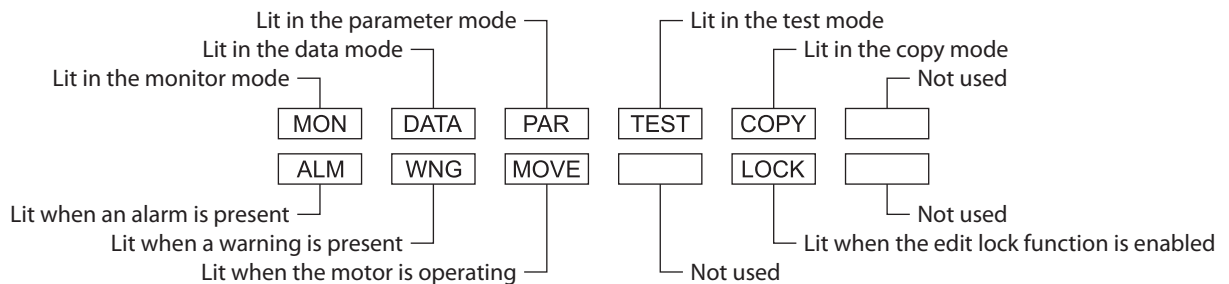 Lit in the parameter mode
Lit in the test mode
Lit in the data mode
Lit in the copy mode
Lit in the monitor mode
Not used
MON DATA PAR TEST COPY
ALM WNG MOVE LOCK
Lit when an alarm is present
Not used
Lit when a warning is present
Lit when the edit lock function is enabled
Lit when the motor is operating
Not used